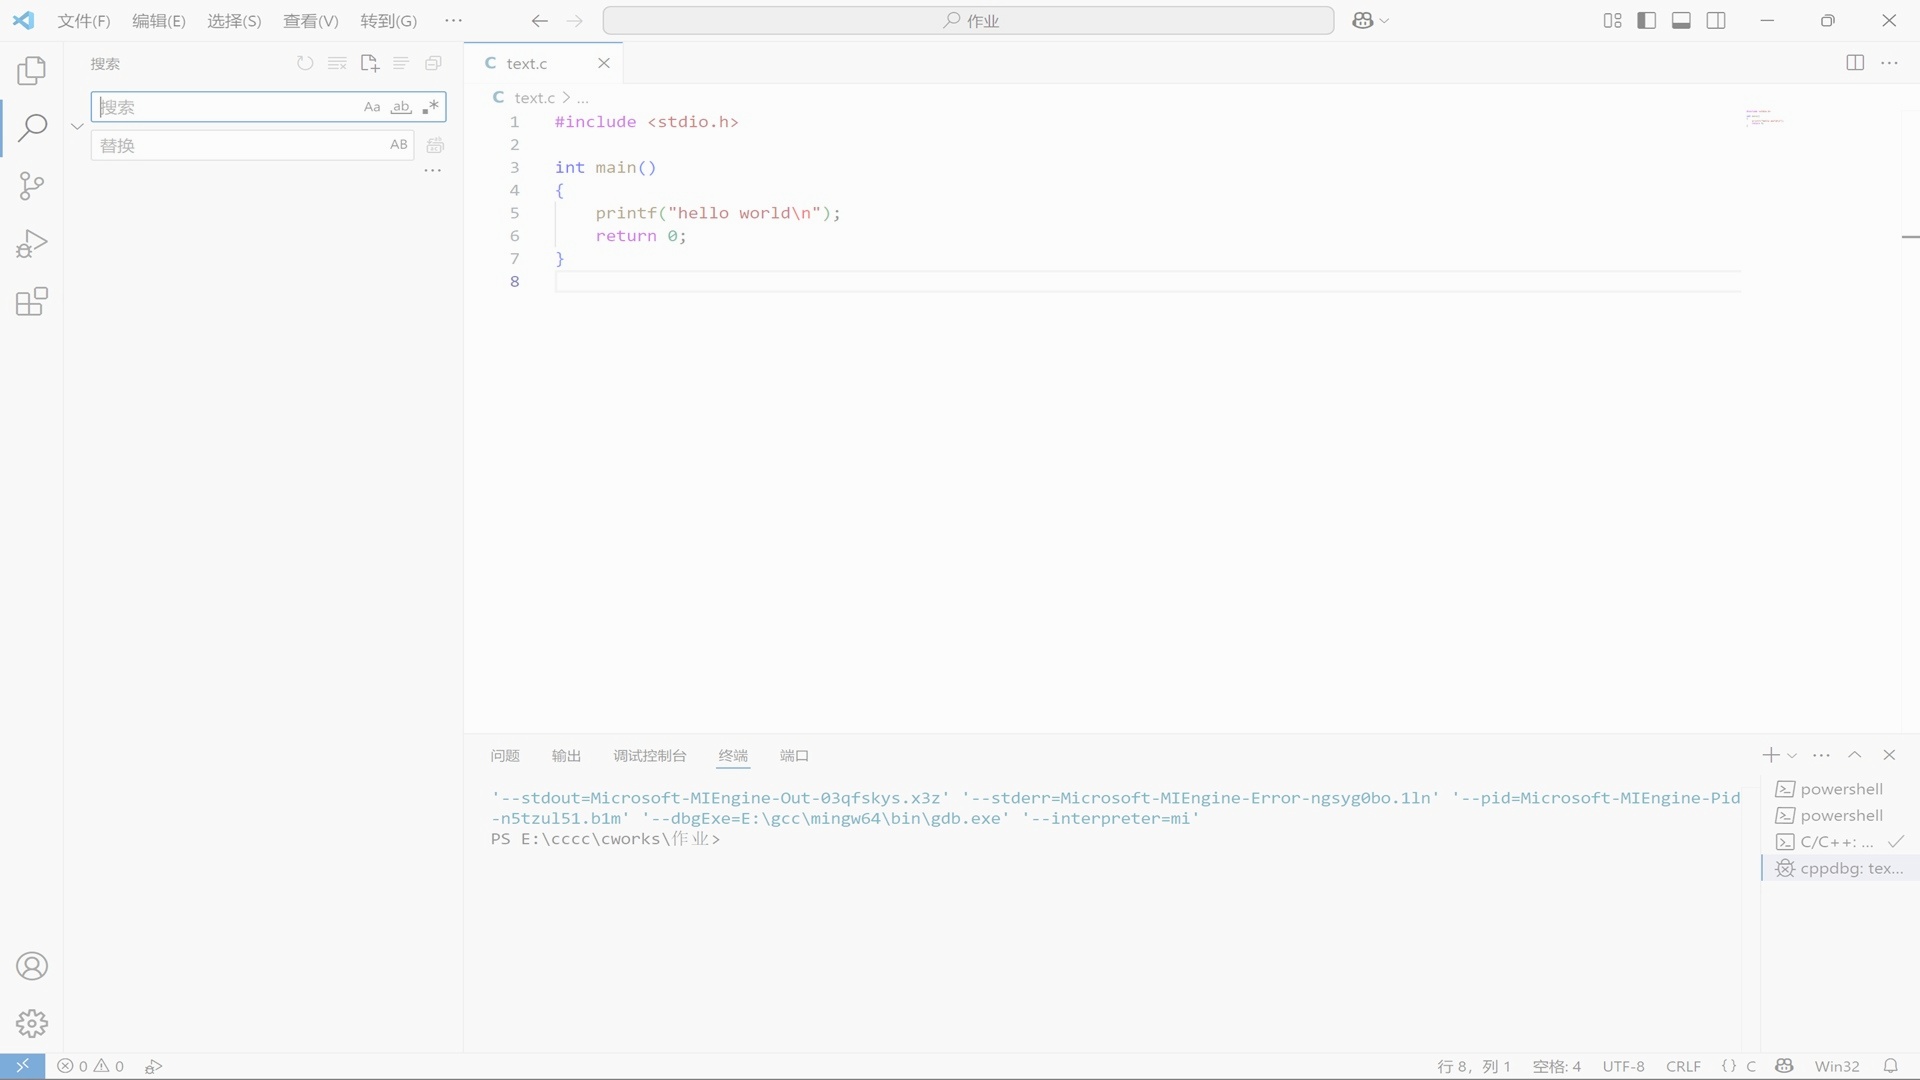 文件(F) 编辑(E) 选择(S) 查看(V) 转到(G) ··· 作业
搜索
搜索 Aa ab .*
替换 AB
···
C text.c
C text.c > ...
1 #include <stdio.h>
2
3 int main()
4 {
5 printf("hello world\n");
6 return 0;
7 }
8
问题 输出 调试控制台 终端 端口
'--stdout=Microsoft-MIEngine-Out-03qfskys.x3z' '--stderr=Microsoft-MIEngine-Error-ngsyg0bo.1ln' '--pid=Microsoft-MIEngine-Pid
-n5tzul51.b1m' '--dbgExe=E:\gcc\mingw64\bin\gdb.exe' '--interpreter=mi'
PS E:\cccc\cworks\作业>
powershell
powershell
C/C++: ...
cppdbg: tex...
0 0 行 8，列 1 空格: 4 UTF-8 CRLF {} C Win32